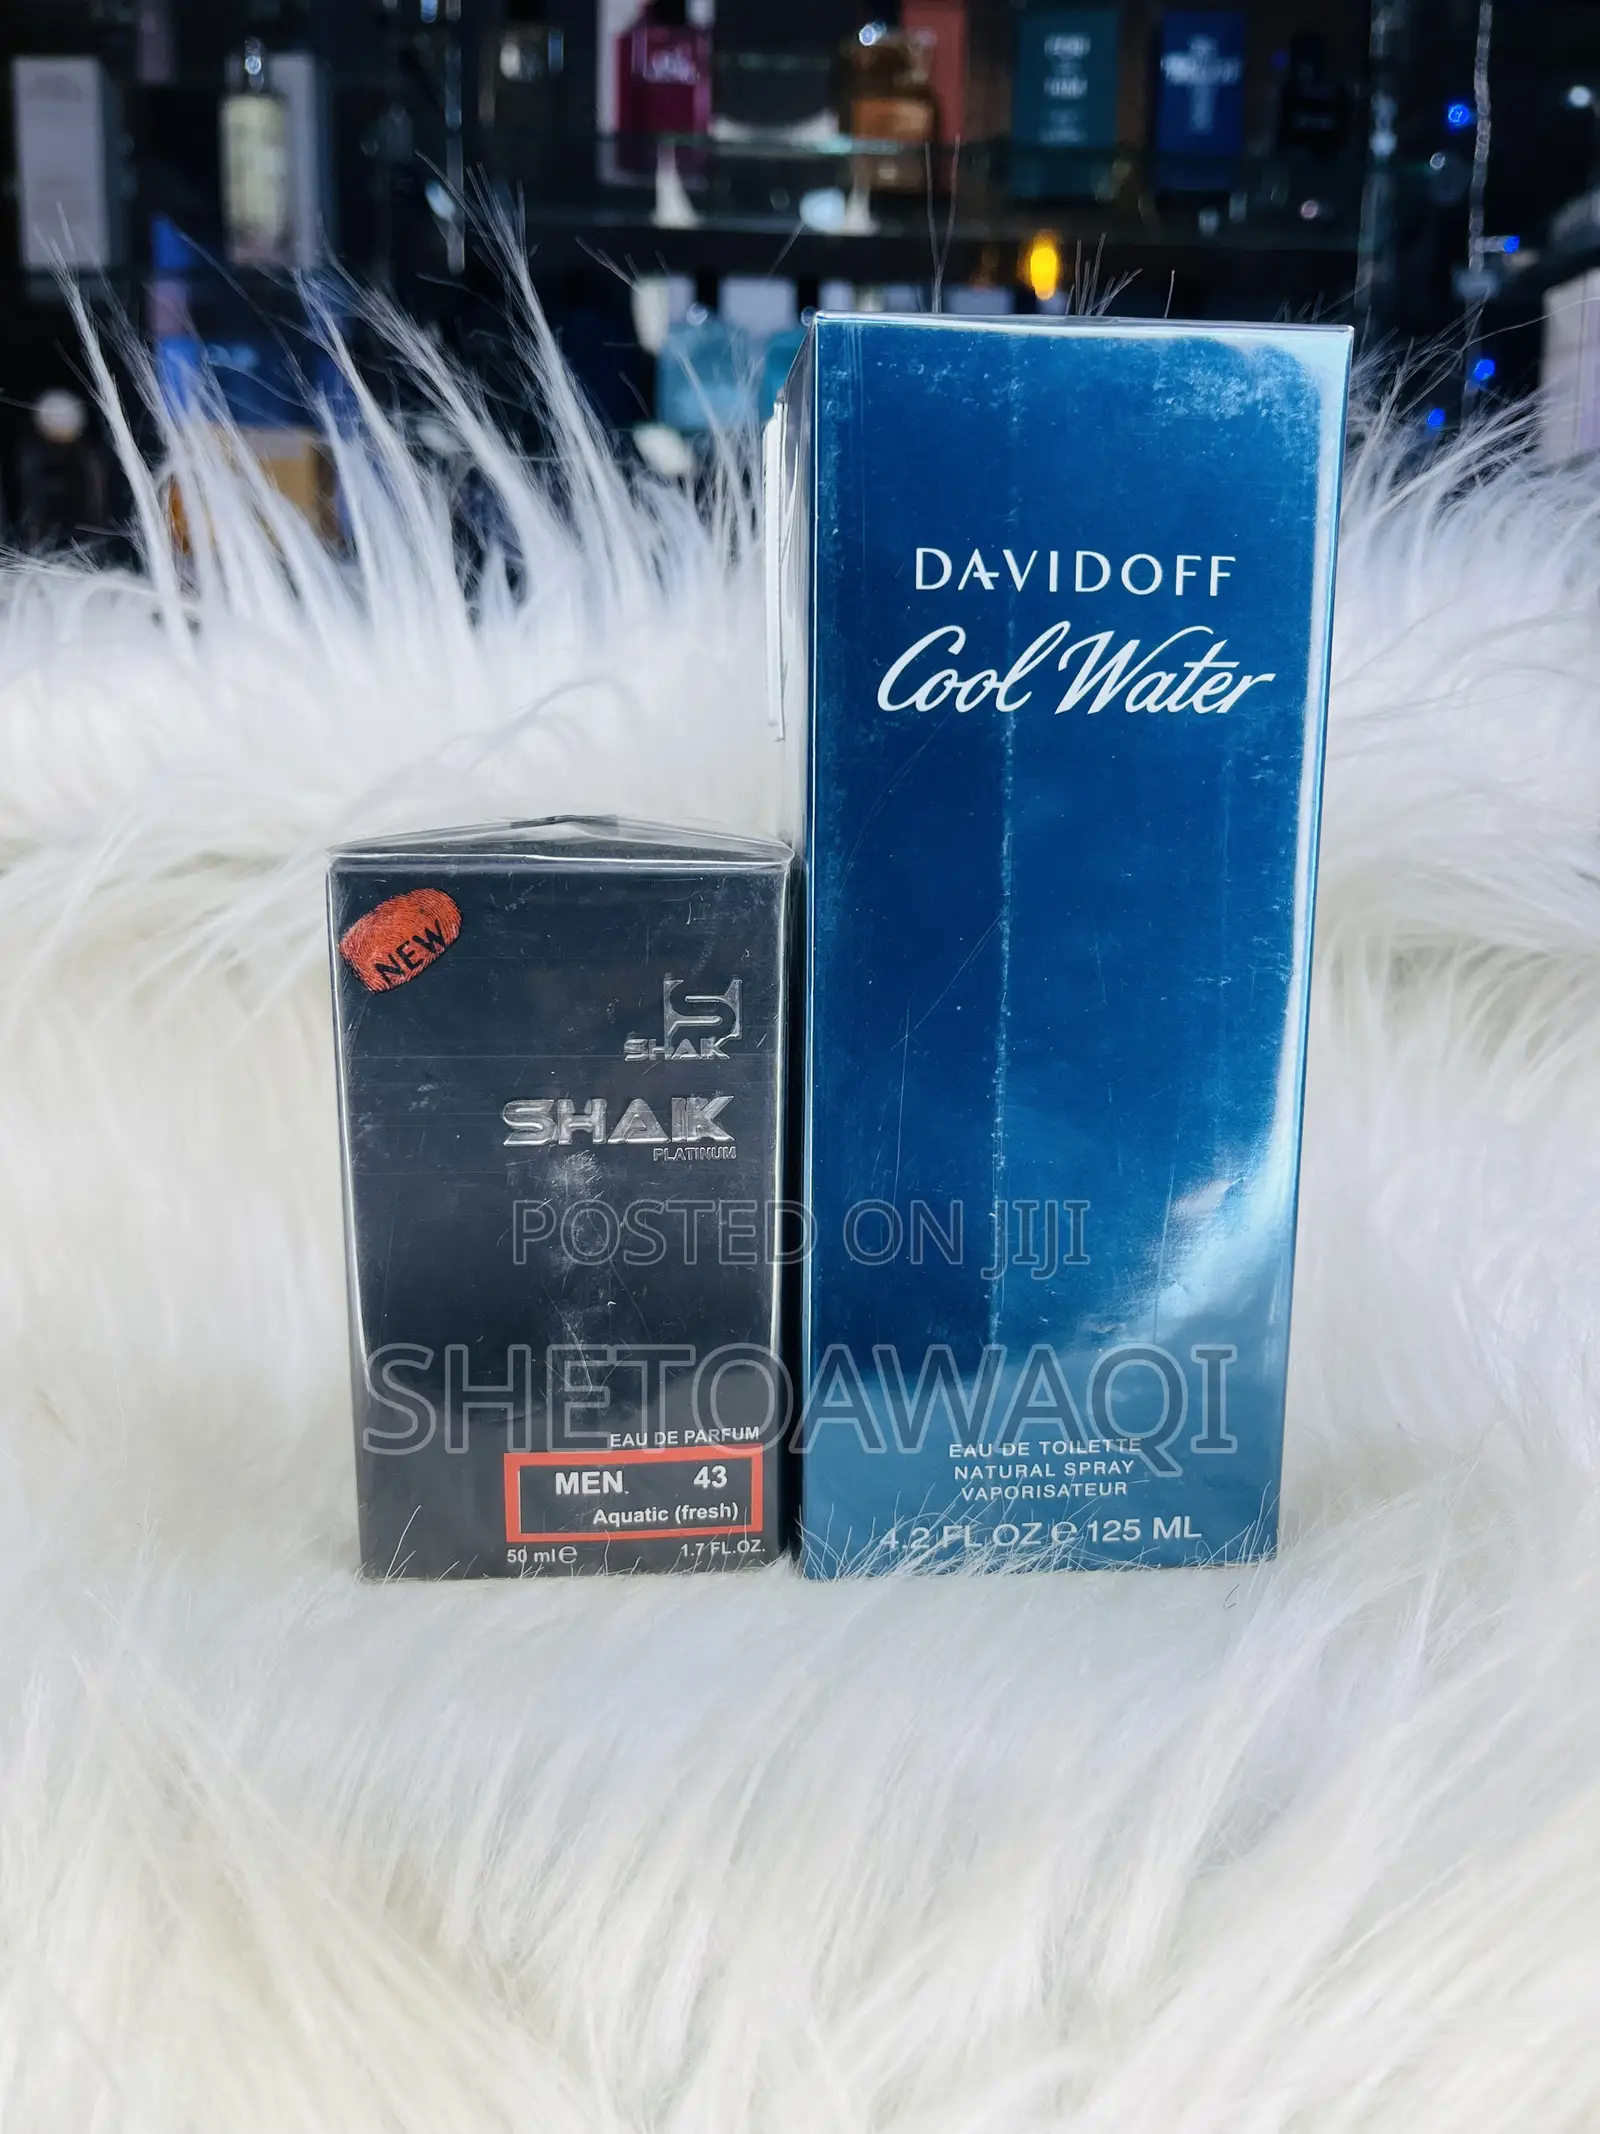 DAVIDOFF
Cool Water
NEW
S
SHAIK
SHAIK
PLATINUM
POSTED ON JIJI
SHETOAWAQI
EAU DE PARFUM
MEN. 43
Aquatic (fresh)
50 ml e 1.7 FL.OZ.
EAU DE TOILETTE
NATURAL SPRAY
VAPORISATEUR
4.2 FL OZ e 125 ML